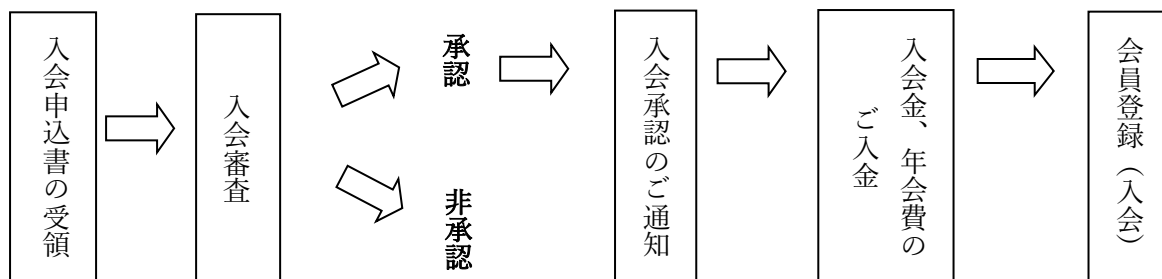 入会申込書の受領
入会審査
承認
非承認
入会承認のご通知
入会金、年会費の
ご入金
会員登録（入会）